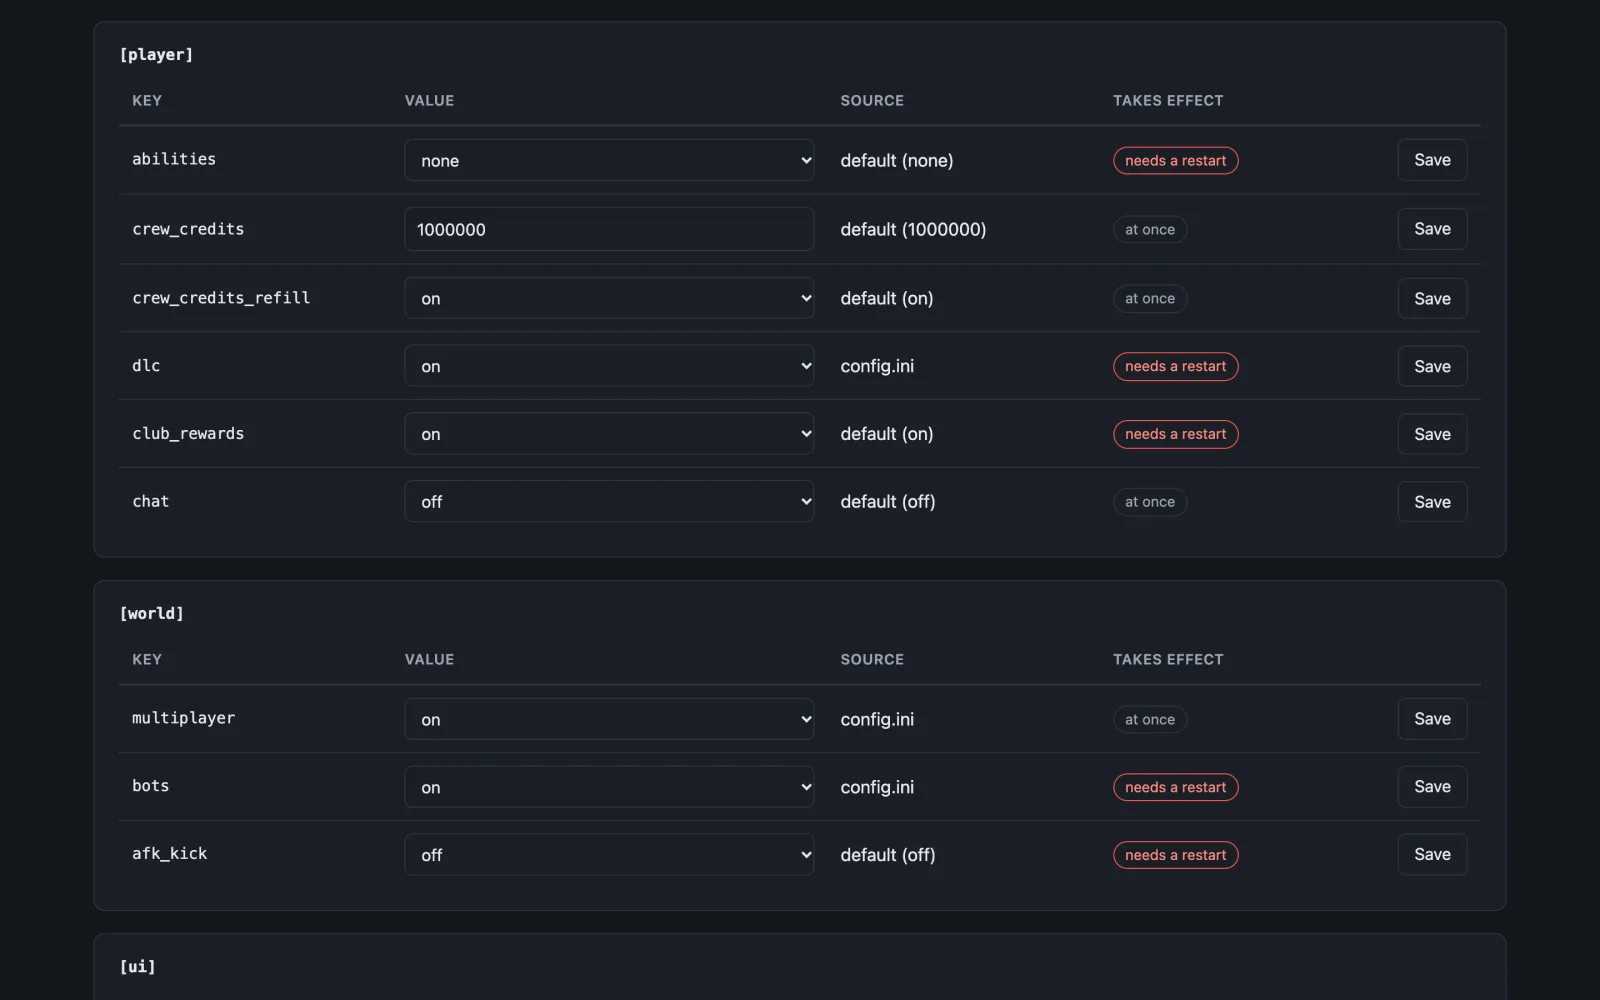 [player]
KEY VALUE SOURCE TAKES EFFECT
abilities none default (none) needs a restart Save
crew_credits 1000000 default (1000000) at once Save
crew_credits_refill on default (on) at once Save
dlc on config.ini needs a restart Save
club_rewards on default (on) needs a restart Save
chat off default (off) at once Save
[world]
KEY VALUE SOURCE TAKES EFFECT
multiplayer on config.ini at once Save
bots on config.ini needs a restart Save
afk_kick off default (off) needs a restart Save
[ui]